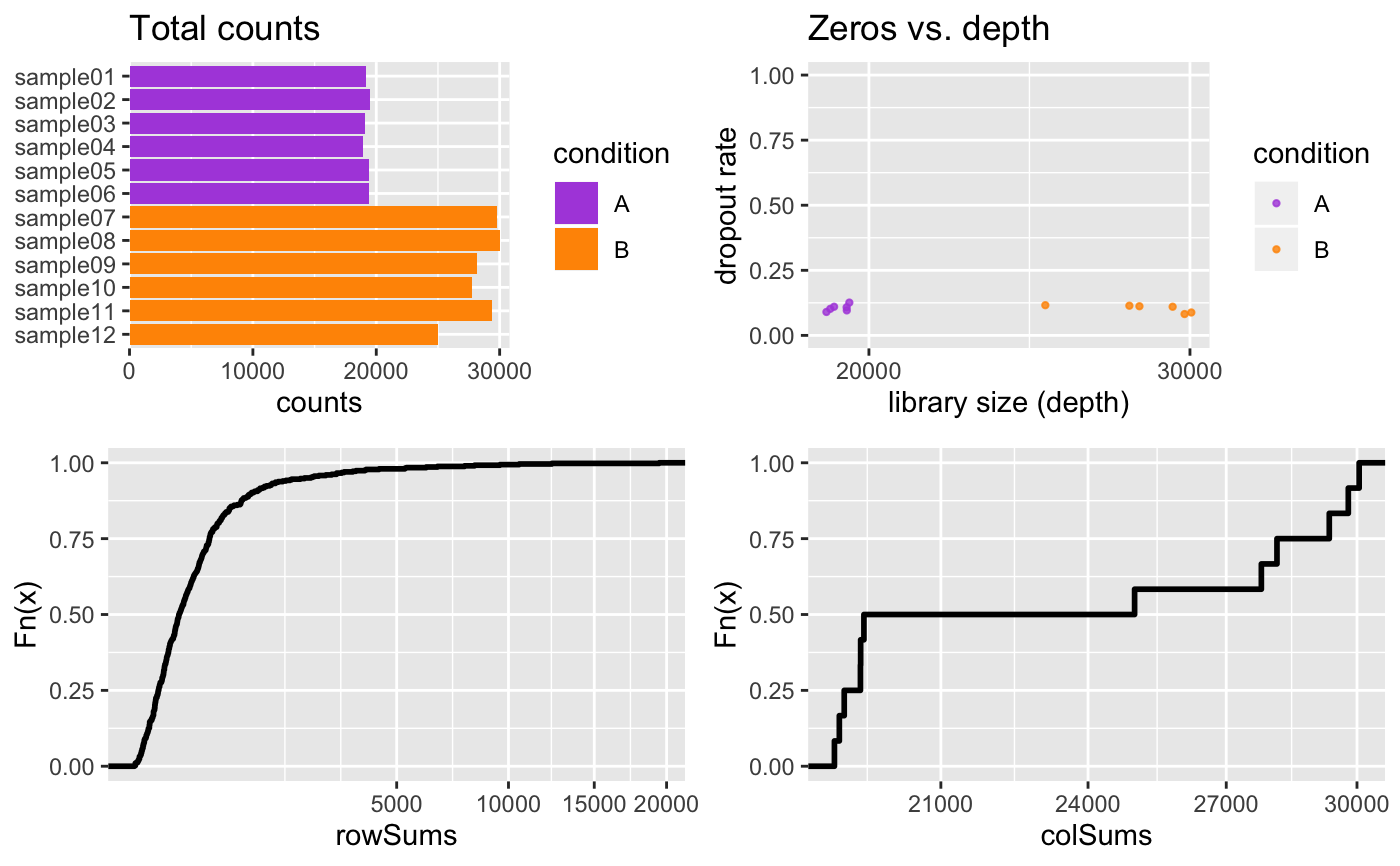 Total counts
sample01
sample02
sample03
sample04
sample05
sample06
sample07
sample08
sample09
sample10
sample11
sample12
0 10000 20000 30000
counts
condition
A
B
Zeros vs. depth
1.00
0.75
0.50
0.25
0.00
dropout rate
20000 30000
library size (depth)
condition
A
B
1.00
0.75
0.50
0.25
0.00
Fn(x)
5000 10000 15000 20000
rowSums
1.00
0.75
0.50
0.25
0.00
Fn(x)
21000 24000 27000 30000
colSums